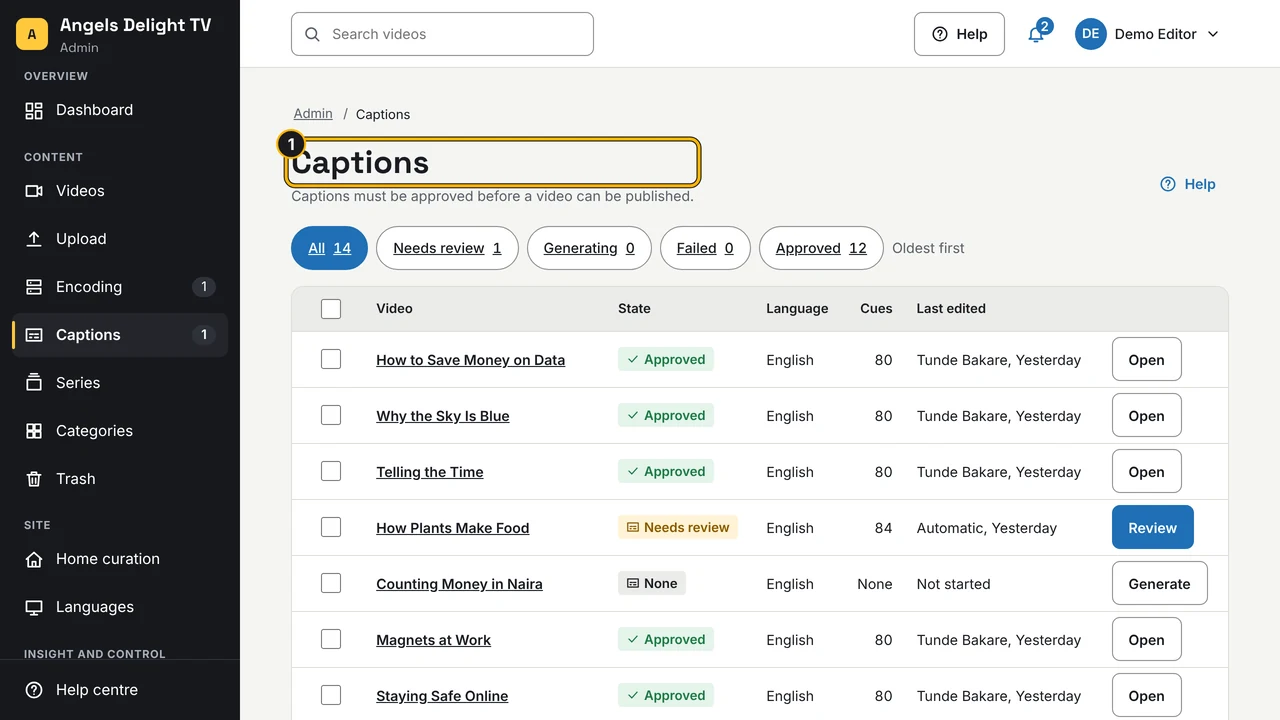 A
Angels Delight TV
Admin
OVERVIEW
Dashboard
CONTENT
Videos
Upload
Encoding 1
Captions 1
Series
Categories
Trash
SITE
Home curation
Languages
INSIGHT AND CONTROL
Help centre
Search videos
Help
2
DE Demo Editor
Admin / Captions
1
Captions
Captions must be approved before a video can be published.
Help
All 14 Needs review 1 Generating 0 Failed 0 Approved 12 Oldest first
Video State Language Cues Last edited
How to Save Money on Data Approved English 80 Tunde Bakare, Yesterday Open
Why the Sky Is Blue Approved English 80 Tunde Bakare, Yesterday Open
Telling the Time Approved English 80 Tunde Bakare, Yesterday Open
How Plants Make Food Needs review English 84 Automatic, Yesterday Review
Counting Money in Naira None English None Not started Generate
Magnets at Work Approved English 80 Tunde Bakare, Yesterday Open
Staying Safe Online Approved English 80 Tunde Bakare, Yesterday Open